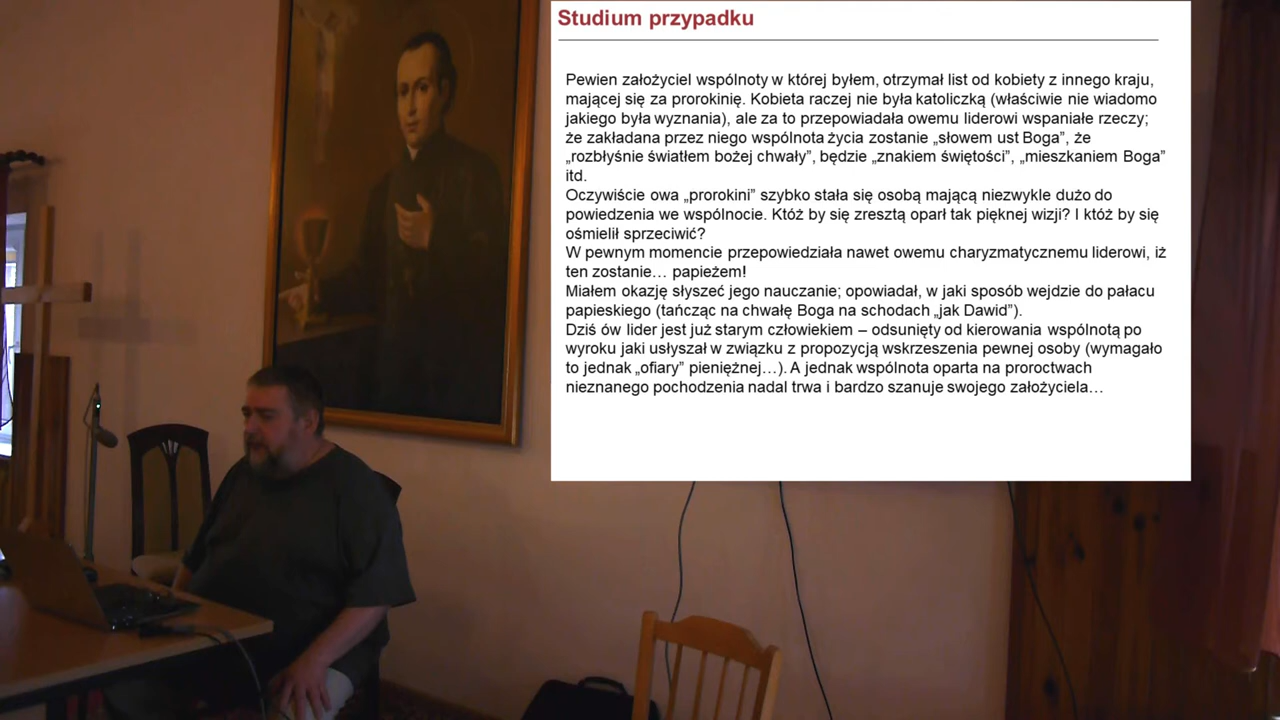 Studium przypadku
Pewien założyciel wspólnoty w której byłem, otrzymał list od kobiety z innego kraju,
mającej się za prorokinię. Kobieta raczej nie była katoliczką (właściwie nie wiadomo
jakiego była wyznania), ale za to przepowiadała owemu liderowi wspaniałe rzeczy;
że zakładana przez niego wspólnota życia zostanie „słowem ust Boga”, że
„rozbłyśnie światłem bożej chwały”, będzie „znakiem świętości”, „mieszkaniem Boga”
itd.
Oczywiście owa „prorokini” szybko stała się osobą mającą niezwykle dużo do
powiedzenia we wspólnocie. Któż by się zresztą oparł tak pięknej wizji? I któż by się
ośmielił sprzeciwić?
W pewnym momencie przepowiedziała nawet owemu charyzmatycznemu liderowi, iż
ten zostanie… papieżem!
Miałem okazję słyszeć jego nauczanie; opowiadał, w jaki sposób wejdzie do pałacu
papieskiego (tańcząc na chwałę Boga na schodach „jak Dawid”).
Dziś ów lider jest już starym człowiekiem – odsunięty od kierowania wspólnotą po
wyroku jaki usłyszał w związku z propozycją wskrzeszenia pewnej osoby (wymagało
to jednak „ofiary” pieniężnej…). A jednak wspólnota oparta na proroctwach
nieznanego pochodzenia nadal trwa i bardzo szanuje swojego założyciela…